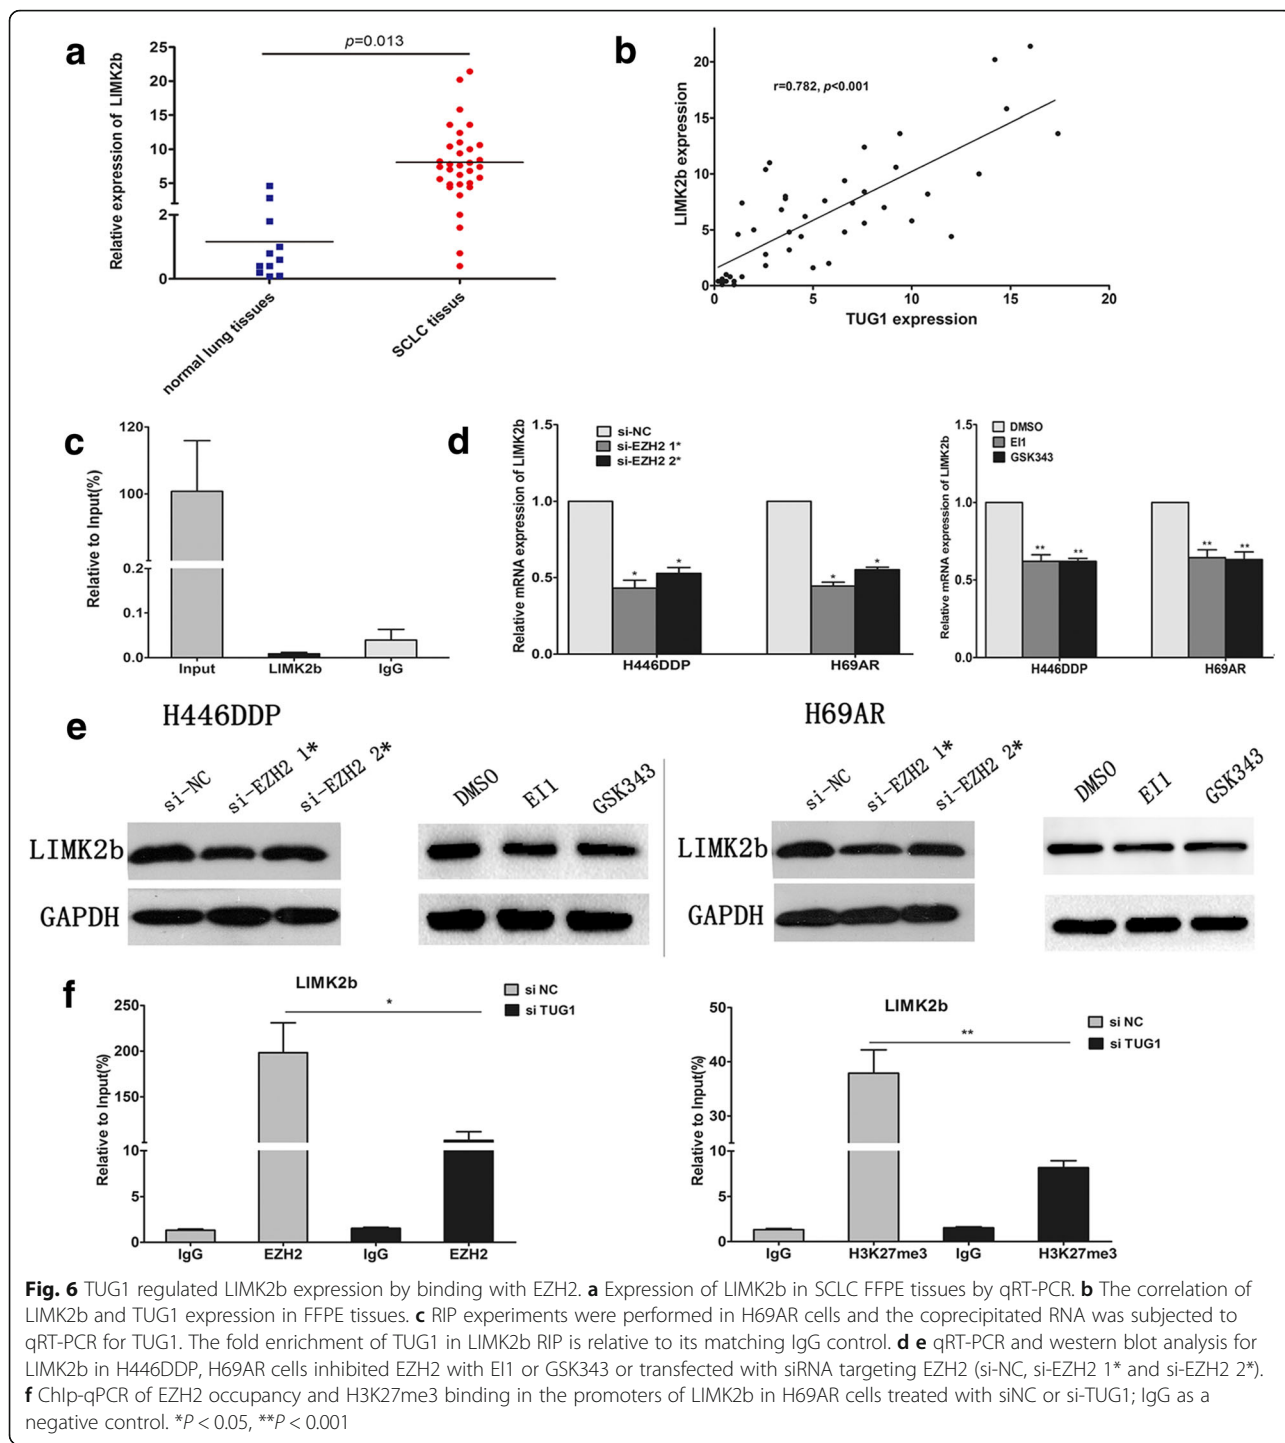 a
p=0.013
Relative expression of LIMK2b
25
20
15
10
5
2
0
normal lung tissues
SCLC tissus
b
LIMK2b expression
r=0.782, p<0.001
20
15
10
5
0
0
5
10
15
20
TUG1 expression
c
Relative to Input(%)
120
100
0.2
0.1
0.0
Input
LIMK2b
IgG
d
Relative mRNA expression of LIMK2b
1.5
1.0
0.5
0.0
si-NC
si-EZH2 1*
si-EZH2 2*
* * * *
H446DDP
H69AR
Relative mRNA expression of LIMK2b
1.5
1.0
0.5
0.0
DMSO
EI1
GSK343
** ** ** **
H446DDP
H69AR
e
H446DDP
si-NC
si-EZH2 1*
si-EZH2 2*
DMSO
EI1
GSK343
LIMK2b
GAPDH
H69AR
si-NC
si-EZH2 1*
si-EZH2 2*
DMSO
EI1
GSK343
LIMK2b
GAPDH
f
LIMK2b
si NC
si TUG1
*
Relative to Input(%)
250
200
150
10
5
0
IgG
EZH2
IgG
EZH2
LIMK2b
si NC
si TUG1
**
Relative to Input(%)
50
40
30
10
5
0
IgG
H3K27me3
IgG
H3K27me3
Fig. 6 TUG1 regulated LIMK2b expression by binding with EZH2. a Expression of LIMK2b in SCLC FFPE tissues by qRT-PCR. b The correlation of
LIMK2b and TUG1 expression in FFPE tissues. c RIP experiments were performed in H69AR cells and the coprecipitated RNA was subjected to
qRT-PCR for TUG1. The fold enrichment of TUG1 in LIMK2b RIP is relative to its matching IgG control. d e qRT-PCR and western blot analysis for
LIMK2b in H446DDP, H69AR cells inhibited EZH2 with EI1 or GSK343 or transfected with siRNA targeting EZH2 (si-NC, si-EZH2 1* and si-EZH2 2*).
f ChIp-qPCR of EZH2 occupancy and H3K27me3 binding in the promoters of LIMK2b in H69AR cells treated with siNC or si-TUG1; IgG as a
negative control. *P < 0.05, **P < 0.001